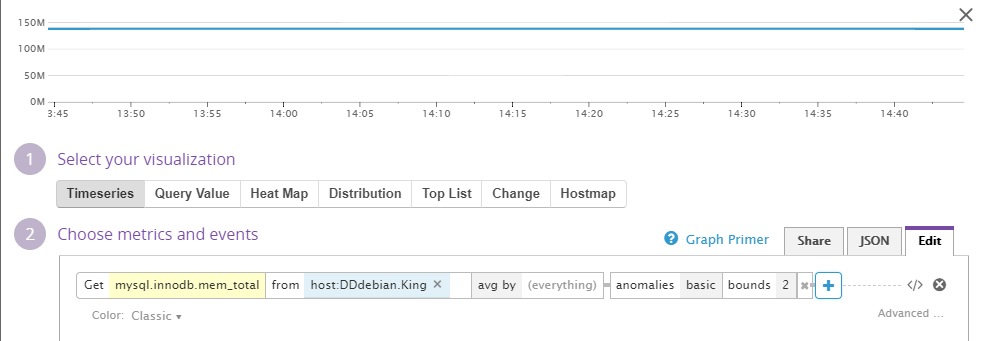 150M
100M
50M
0M
3:45 13:50 13:55 14:00 14:05 14:10 14:15 14:20 14:25 14:30 14:35 14:40
1 Select your visualization
Timeseries Query Value Heat Map Distribution Top List Change Hostmap
2 Choose metrics and events ? Graph Primer Share JSON Edit
Get mysql.innodb.mem_total from host:DDdebian.King × avg by (everything) anomalies basic bounds 2 × + </> ×
Color: Classic ▾ Advanced ...